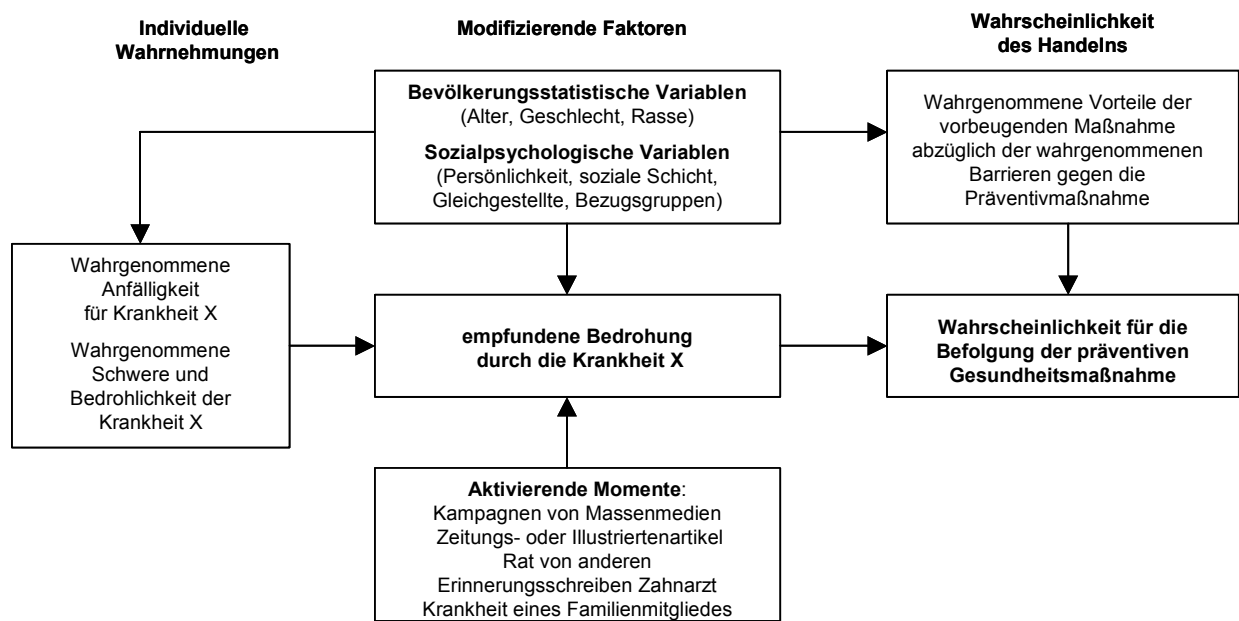 Individuelle
Wahrnehmungen
Modifizierende Faktoren
Wahrscheinlichkeit
des Handelns
Bevölkerungsstatistische Variablen
(Alter, Geschlecht, Rasse)
Sozialpsychologische Variablen
(Persönlichkeit, soziale Schicht,
Gleichgestellte, Bezugsgruppen)
Wahrgenommene Vorteile der
vorbeugenden Maßnahme
abzüglich der wahrgenommenen
Barrieren gegen die
Präventivmaßnahme
Wahrgenommene
Anfälligkeit
für Krankheit X
Wahrgenommene
Schwere und
Bedrohlichkeit der
Krankheit X
empfundene Bedrohung
durch die Krankheit X
Wahrscheinlichkeit für die
Befolgung der präventiven
Gesundheitsmaßnahme
Aktivierende Momente:
Kampagnen von Massenmedien
Zeitungs- oder Illustriertenartikel
Rat von anderen
Erinnerungsschreiben Zahnarzt
Krankheit eines Familienmitgliedes